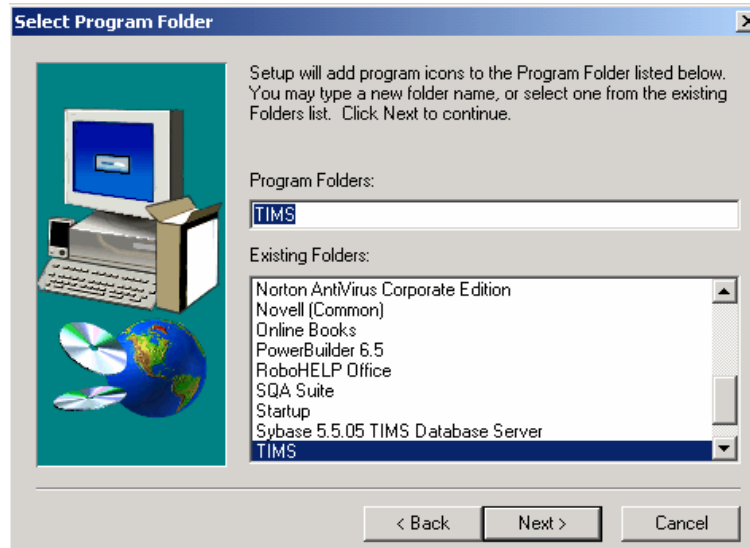 Select Program Folder
Setup will add program icons to the Program Folder listed below.
You may type a new folder name, or select one from the existing
Folders list. Click Next to continue.
Program Folders:
TIMS
Existing Folders:
Norton AntiVirus Corporate Edition
Novell (Common)
Online Books
PowerBuilder 6.5
RoboHELP Office
SQA Suite
Startup
Sybase 5.5.05 TIMS Database Server
TIMS
< Back Next > Cancel